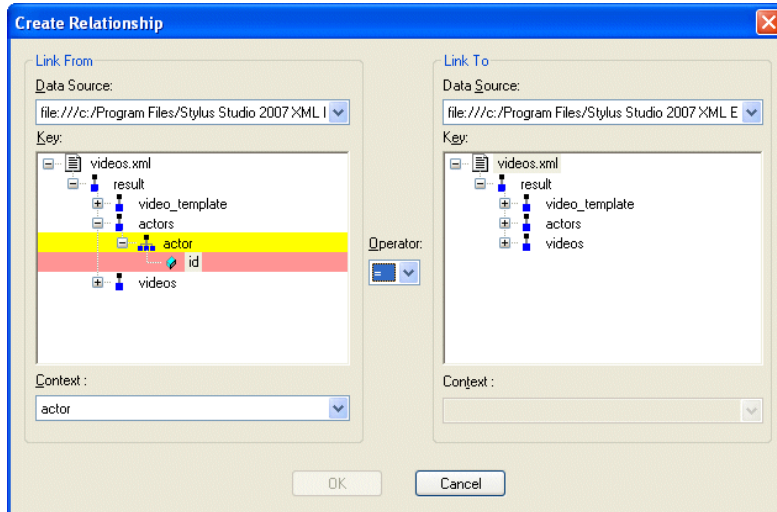 Create Relationship
Link From
Data Source:
file:///c:/Program Files/Stylus Studio 2007 XML I
Key:
videos.xml
result
video_template
actors
actor
id
videos
Context :
actor
Operator:
=
Link To
Data Source:
file:///c:/Program Files/Stylus Studio 2007 XML E
Key:
videos.xml
result
video_template
actors
videos
Context :
OK
Cancel